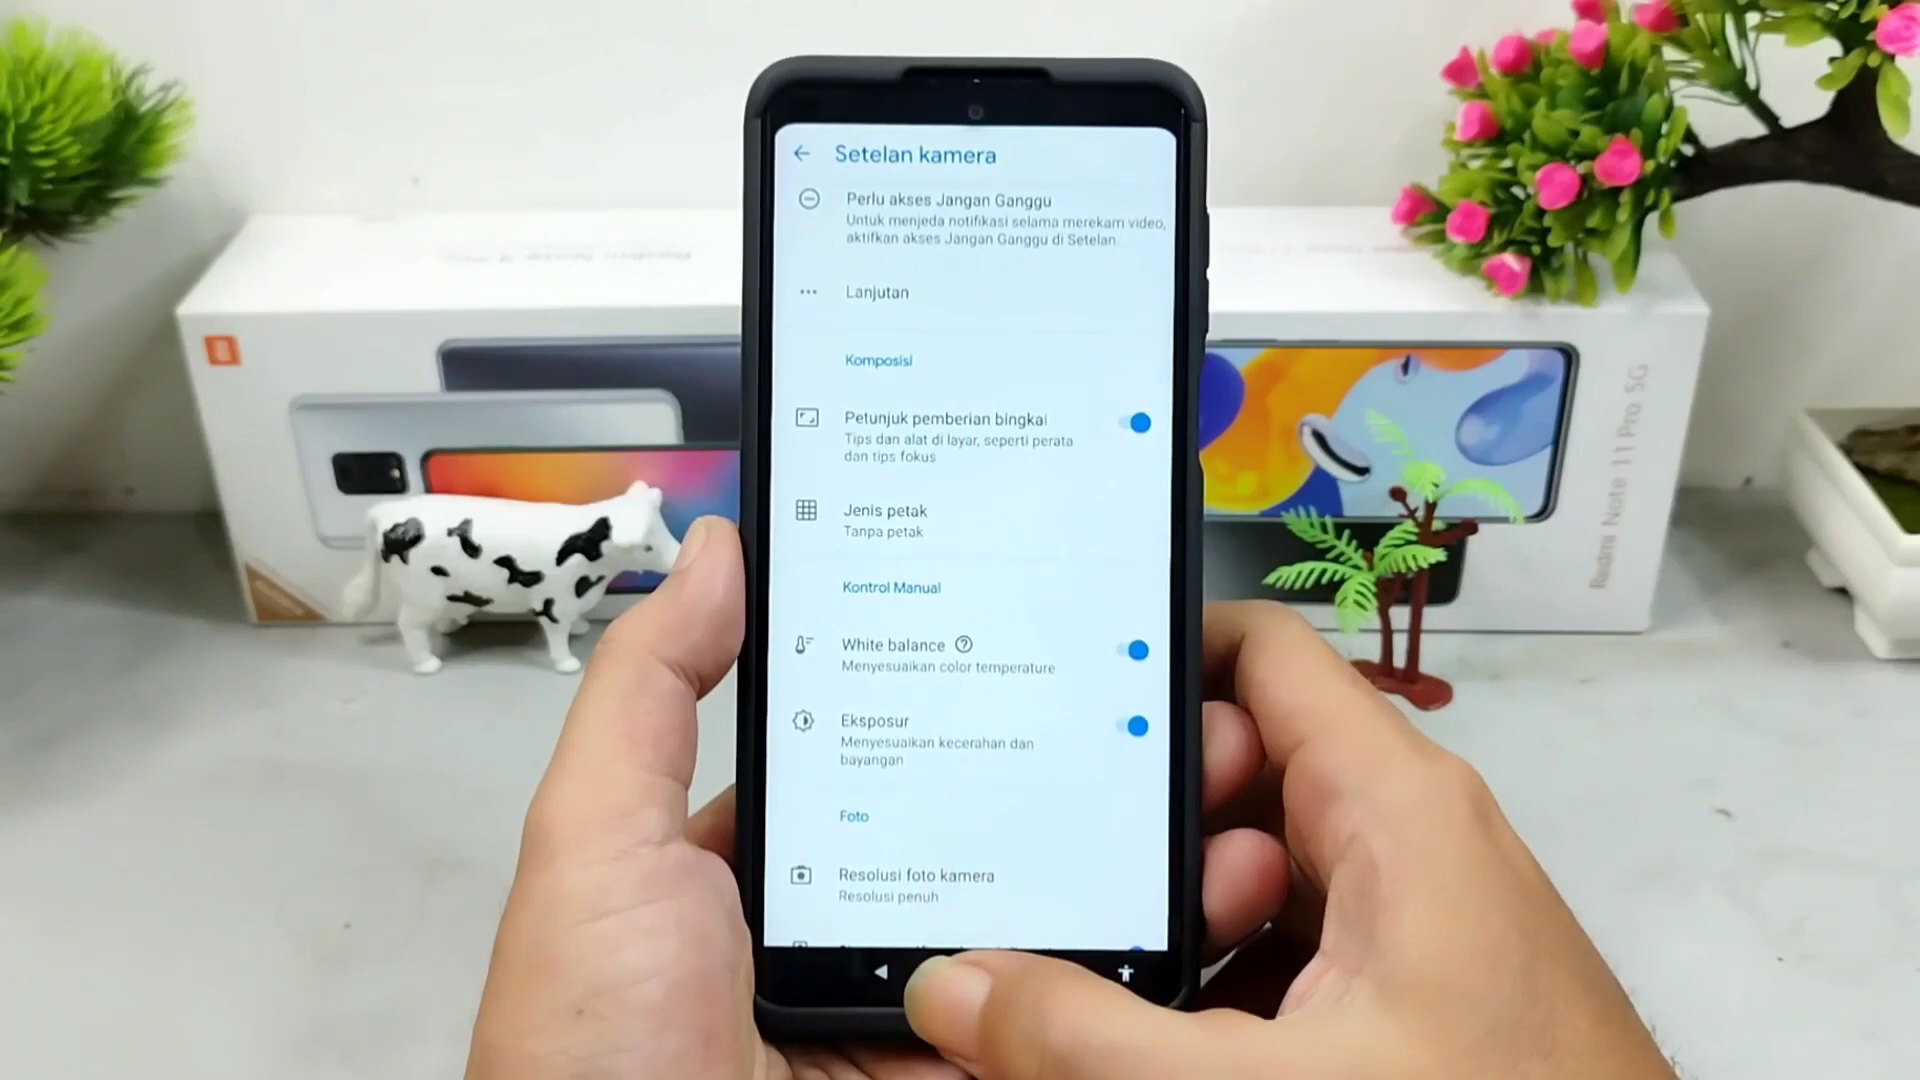 Setelan kamera
Perlu akses Jangan Ganggu
Untuk menjeda notifikasi selama merekam video,
aktifkan akses Jangan Ganggu di Setelan
Lanjutan
Komposisi
Petunjuk pemberian bingkai
Tips dan alat di layar, seperti perata
dan tips fokus
Jenis petak
Tanpa petak
Kontrol Manual
White balance
Menyesuaikan color temperature
Eksposur
Menyesuaikan kecerahan dan
bayangan
Foto
Resolusi foto kamera
Resolusi penuh
Redmi Note 11 Pro 5G